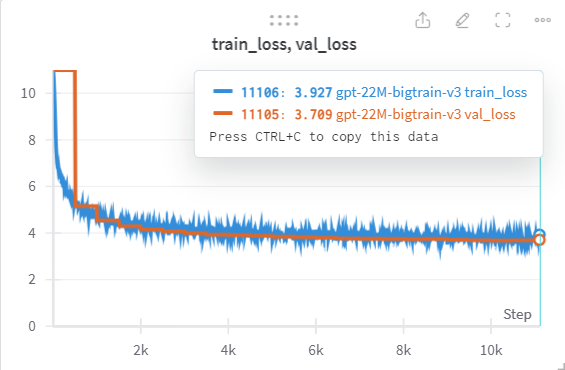 train_loss, val_loss
11106: 3.927 gpt-22M-bigtrain-v3 train_loss
11105: 3.709 gpt-22M-bigtrain-v3 val_loss
Press CTRL+C to copy this data
10
8
6
4
2
0
Step
2k 4k 6k 8k 10k